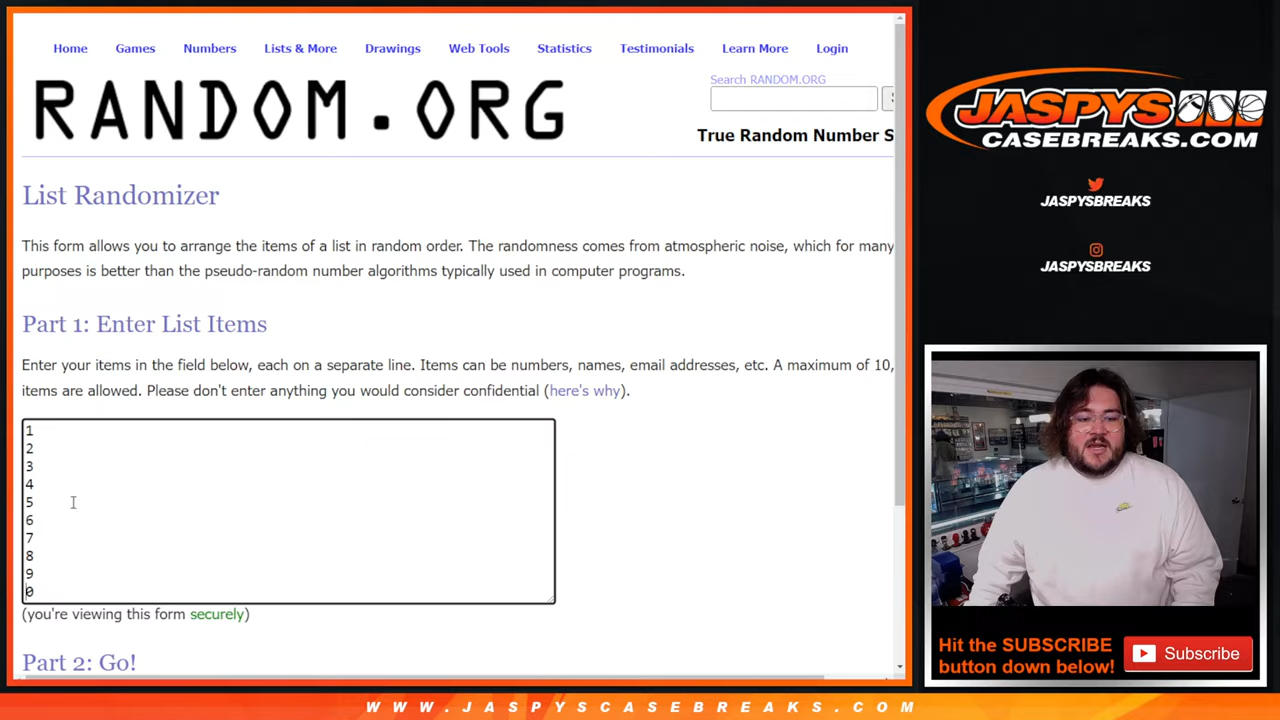 Home Games Numbers Lists & More Drawings Web Tools Statistics Testimonials Learn More Login
RANDOM.ORG
Search RANDOM.ORG
True Random Number S
List Randomizer
This form allows you to arrange the items of a list in random order. The randomness comes from atmospheric noise, which for many
purposes is better than the pseudo-random number algorithms typically used in computer programs.
Part 1: Enter List Items
Enter your items in the field below, each on a separate line. Items can be numbers, names, email addresses, etc. A maximum of 10,
items are allowed. Please don't enter anything you would consider confidential (here's why).
1
2
3
4
5
6
7
8
9
0
(you're viewing this form securely)
Part 2: Go!
JASPYS
CASEBREAKS.COM
JASPYSBREAKS
JASPYSBREAKS
Hit the SUBSCRIBE
button down below!
Subscribe
WWW.JASPYSCASEBREAKS.COM